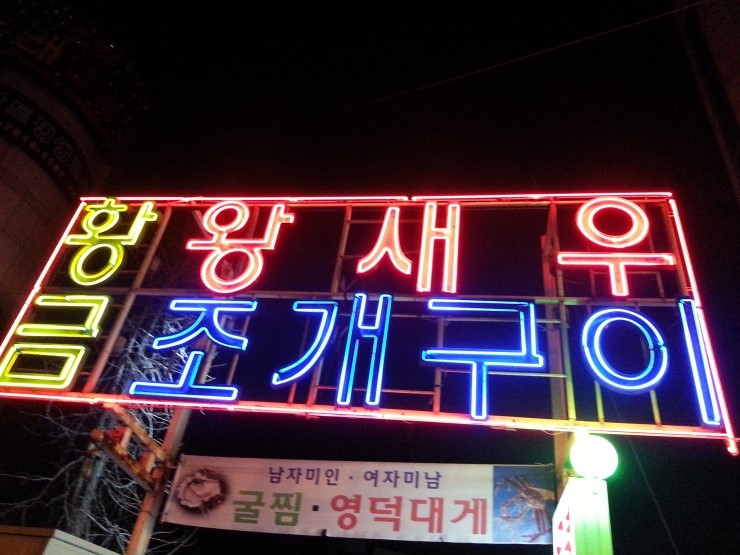 황 왕새우
금 조개구이
남자미인 · 여자미남
굴찜 · 영덕대게